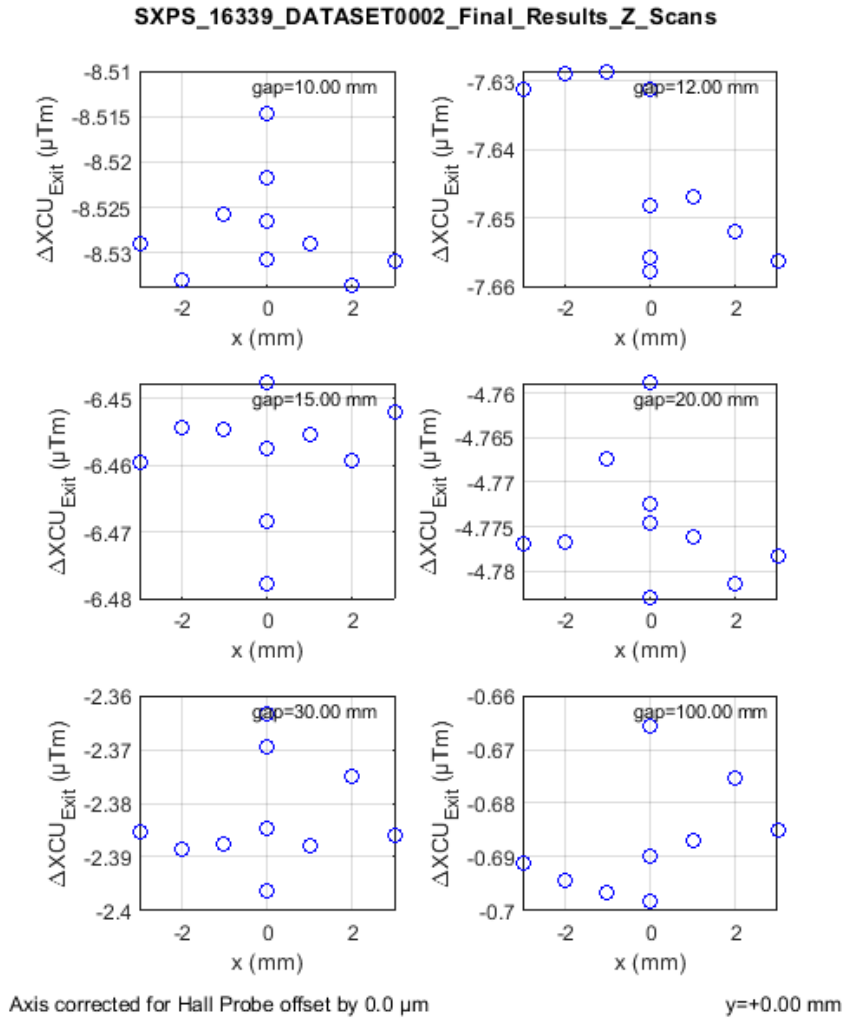 SXPS_16339_DATASET0002_Final_Results_Z_Scans
gap=10.00 mm
-8.51
-8.515
-8.52
-8.525
-8.53
ΔXCU_Exit (µTm)
-2 0 2
x (mm)
gap=12.00 mm
-7.63
-7.64
-7.65
-7.66
ΔXCU_Exit (µTm)
-2 0 2
x (mm)
gap=15.00 mm
-6.45
-6.46
-6.47
-6.48
ΔXCU_Exit (µTm)
-2 0 2
x (mm)
gap=20.00 mm
-4.76
-4.765
-4.77
-4.775
-4.78
ΔXCU_Exit (µTm)
-2 0 2
x (mm)
gap=30.00 mm
-2.36
-2.37
-2.38
-2.39
-2.4
ΔXCU_Exit (µTm)
-2 0 2
x (mm)
gap=100.00 mm
-0.66
-0.67
-0.68
-0.69
-0.7
ΔXCU_Exit (µTm)
-2 0 2
x (mm)
Axis corrected for Hall Probe offset by 0.0 µm
y=+0.00 mm